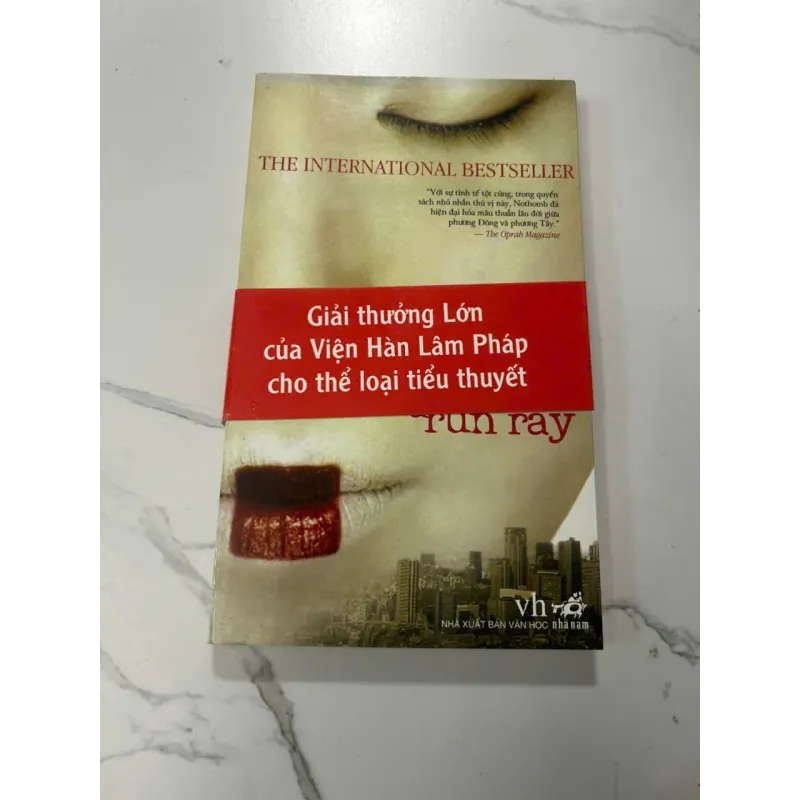 THE INTERNATIONAL BESTSELLER
“Với sự tinh tế tột cùng, trong quyển
sách nhỏ nhắn thú vị này, Nothomb đã
hiện đại hóa mâu thuẫn lâu đời giữa
phương Đông và phương Tây.”
— The Oprah Magazine
Giải thưởng Lớn
của Viện Hàn Lâm Pháp
cho thể loại tiểu thuyết
run rẩy
vh
NHÀ XUẤT BẢN VĂN HỌC nhã nam